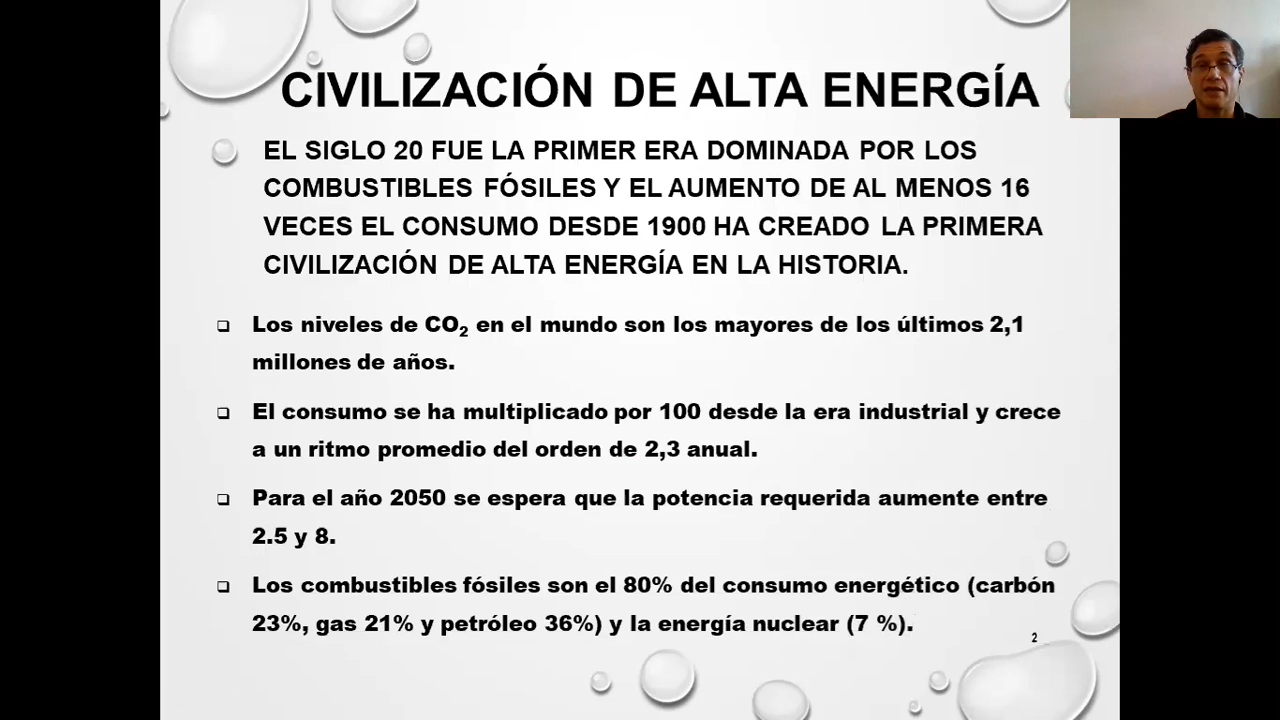 CIVILIZACIÓN DE ALTA ENERGÍA
EL SIGLO 20 FUE LA PRIMER ERA DOMINADA POR LOS
COMBUSTIBLES FÓSILES Y EL AUMENTO DE AL MENOS 16
VECES EL CONSUMO DESDE 1900 HA CREADO LA PRIMERA
CIVILIZACIÓN DE ALTA ENERGÍA EN LA HISTORIA.
Los niveles de CO₂ en el mundo son los mayores de los últimos 2,1
millones de años.
El consumo se ha multiplicado por 100 desde la era industrial y crece
a un ritmo promedio del orden de 2,3 anual.
Para el año 2050 se espera que la potencia requerida aumente entre
2.5 y 8.
Los combustibles fósiles son el 80% del consumo energético (carbón
23%, gas 21% y petróleo 36%) y la energía nuclear (7 %).
2